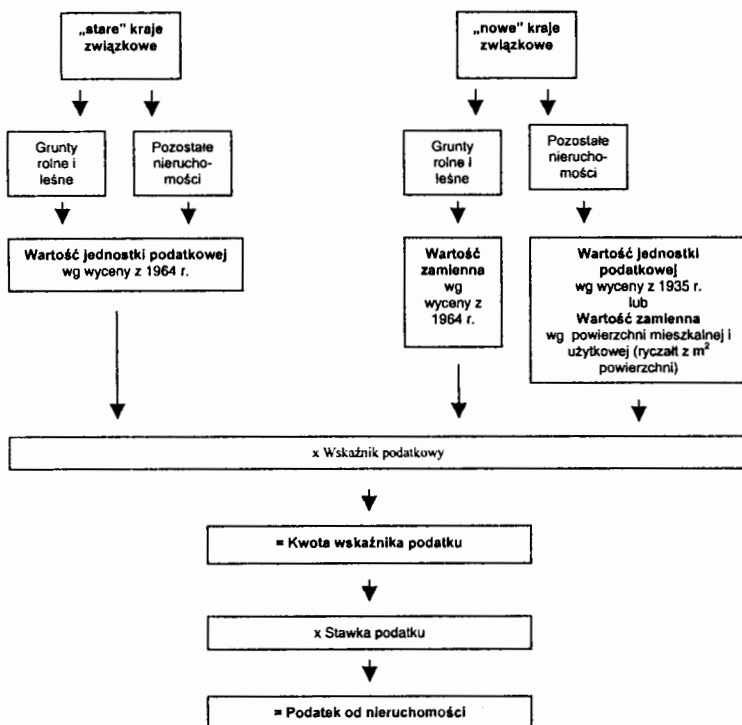 „stare” kraje
związkowe
„nowe” kraje
związkowe
Grunty
rolne i
leśne
Pozostałe
nierucho-
mości
Grunty
rolne i
leśne
Pozostałe
nierucho-
mości
Wartość jednostki podatkowej
wg wyceny z 1964 r.
Wartość
zamienna
wg
wyceny z
1964 r.
Wartość jednostki
podatkowej
wg wyceny z 1935 r.
lub
Wartość zamienna
wg powierzchni mieszkalnej i
użytkowej (ryczałt z m²
powierzchni)
x Wskaźnik podatkowy
= Kwota wskaźnika podatku
x Stawka podatku
= Podatek od nieruchomości